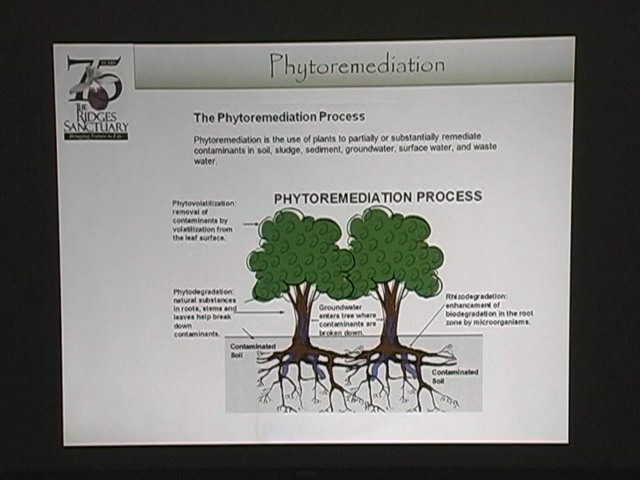 Phytoremediation
75
THE
RIDGES
SANCTUARY
The Phytoremediation Process
Phytoremediation is the use of plants to partially or substantially remediate
contaminants in soil, sludge, sediment, groundwater, surface water, and waste
water.
PHYTOREMEDIATION PROCESS
Phytovolatilization:
removal of
contaminants by
volatilization from
the leaf surface.
Phytodegradation:
natural substances
in roots, stems and
leaves help break
down
contaminants.
Groundwater
enters tree where
contaminants are
broken down.
Rhizodegradation:
enhancement of
biodegradation in the root
zone by microorganisms.
Contaminated
Soil
Contaminated
Soil